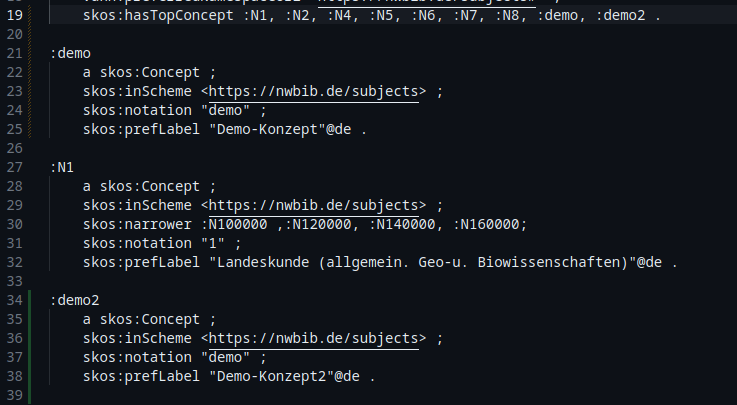 19 skos:hasTopConcept :N1, :N2, :N4, :N5, :N6, :N7, :N8, :demo, :demo2 .
20
21 :demo
22 a skos:Concept ;
23 skos:inScheme <https://nwbib.de/subjects> ;
24 skos:notation "demo" ;
25 skos:prefLabel "Demo-Konzept"@de .
26
27 :N1
28 a skos:Concept ;
29 skos:inScheme <https://nwbib.de/subjects> ;
30 skos:narrower :N100000 ,:N120000, :N140000, :N160000;
31 skos:notation "1" ;
32 skos:prefLabel "Landeskunde (allgemein. Geo-u. Biowissenschaften)"@de .
33
34 :demo2
35 a skos:Concept ;
36 skos:inScheme <https://nwbib.de/subjects> ;
37 skos:notation "demo" ;
38 skos:prefLabel "Demo-Konzept2"@de .
39